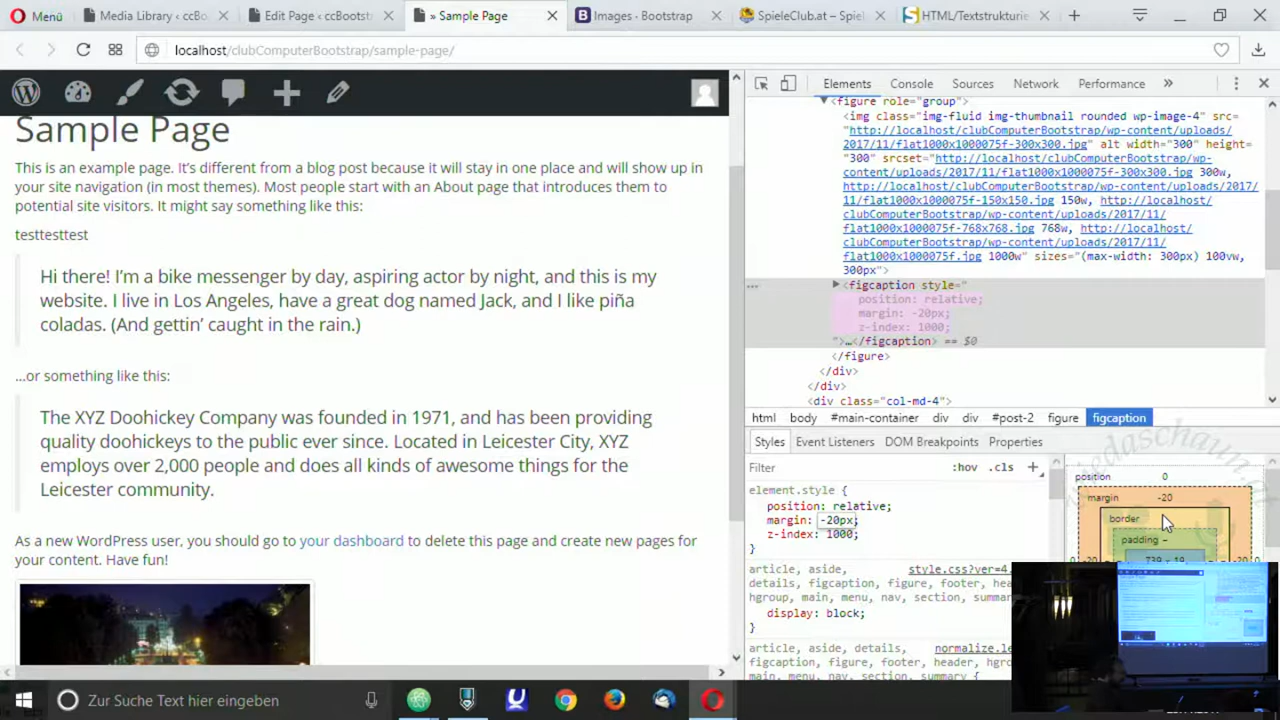 Menü
Media Library ‹ ccBo
Edit Page ‹ ccBootst
» Sample Page
Images · Bootstrap
SpieleClub.at – Spiel
HTML/Textstrukturie
localhost/clubComputerBootstrap/sample-page/
Sample Page
This is an example page. It’s different from a blog post because it will stay in one place and will show up in
your site navigation (in most themes). Most people start with an About page that introduces them to
potential site visitors. It might say something like this:
testtesttest
Hi there! I’m a bike messenger by day, aspiring actor by night, and this is my
website. I live in Los Angeles, have a great dog named Jack, and I like piña
coladas. (And gettin’ caught in the rain.)
…or something like this:
The XYZ Doohickey Company was founded in 1971, and has been providing
quality doohickeys to the public ever since. Located in Leicester City, XYZ
employs over 2,000 people and does all kinds of awesome things for the
Leicester community.
As a new WordPress user, you should go to your dashboard to delete this page and create new pages for
your content. Have fun!
Elements Console Sources Network Performance »
▼<figure role="group">
<img class="img-fluid img-thumbnail rounded wp-image-4" src=
"http://localhost/clubComputerBootstrap/wp-content/uploads/
2017/11/flat1000x1000075f-300x300.jpg" alt width="300" height=
"300" srcset="http://localhost/clubComputerBootstrap/wp-
content/uploads/2017/11/flat1000x1000075f-300x300.jpg 300w,
http://localhost/clubComputerBootstrap/wp-content/uploads/2017/
11/flat1000x1000075f-150x150.jpg 150w, http://localhost/
clubComputerBootstrap/wp-content/uploads/2017/11/
flat1000x1000075f-768x768.jpg 768w, http://localhost/
clubComputerBootstrap/wp-content/uploads/2017/11/
flat1000x1000075f.jpg 1000w" sizes="(max-width: 300px) 100vw,
300px">
… ▶<figcaption style="
position: relative;
margin: -20px;
z-index: 1000;
">…</figcaption> == $0
</figure>
</div>
</div>
<div class="col-md-4">
html body #main-container div div #post-2 figure figcaption
Styles Event Listeners DOM Breakpoints Properties
Filter :hov .cls +
element.style {
position: relative;
margin: -20px;
z-index: 1000;
}
article, aside, style.css?ver=4.
details, figcaption, figure, footer, header,
hgroup, main, menu, nav, section, summar
display: block;
}
article, aside, details, normalize.le
figcaption, figure, footer, header, hgro
main, menu, nav, section, summary {
position 0
margin -20
border
padding –
0 -20 739 × 19 -20 0
Zur Suche Text hier eingeben